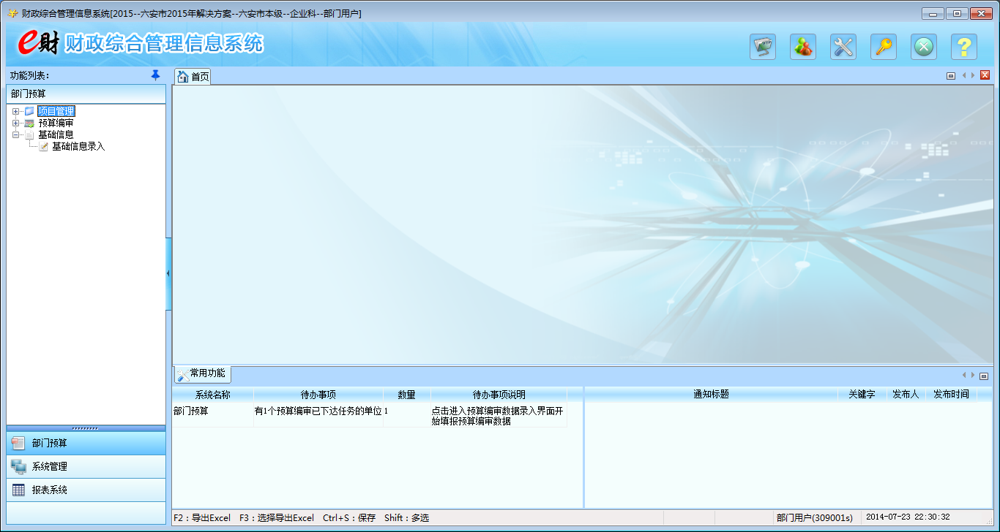 财政综合管理信息系统[2015--六安市2015年解决方案--六安市本级--企业科--部门用户]
e财 财政综合管理信息系统
功能列表：
首页
部门预算
项目管理
预算编审
基础信息
基础信息录入
常用功能
系统名称 待办事项 数量 待办事项说明 通知标题 关键字 发布人 发布时间
部门预算 有1个预算编审已下达任务的单位 1 点击进入预算编审数据录入界面开
始填报预算编审数据
部门预算
系统管理
报表系统
F2：导出Excel F3：选择导出Excel Ctrl+S：保存 Shift：多选 部门用户(309001s) 2014-07-23 22:30:32